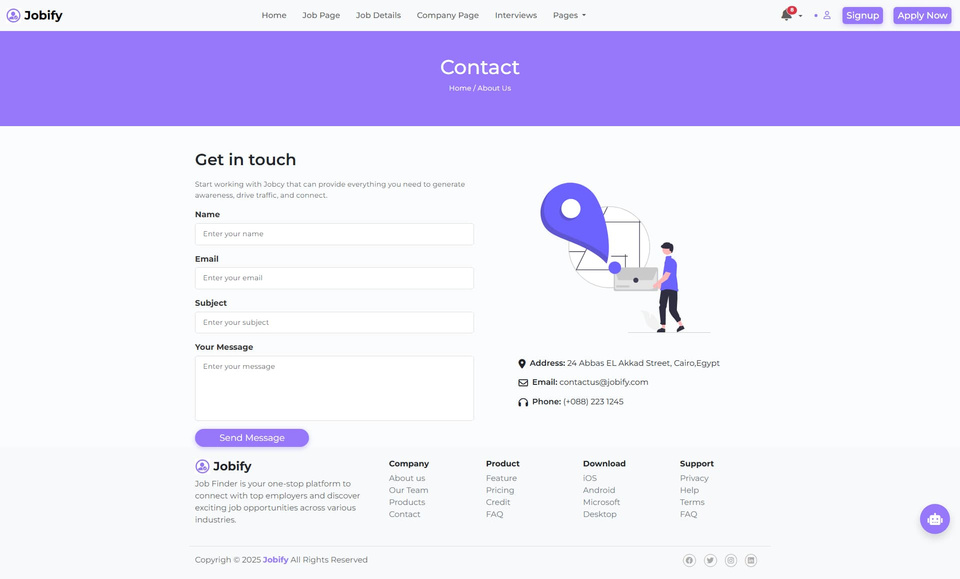 Jobify
Home Job Page Job Details Company Page Interviews Pages
8
Signup
Apply Now
Contact
Home / About Us
Get in touch
Start working with Jobcy that can provide everything you need to generate
awareness, drive traffic, and connect.
Name
Enter your name
Email
Enter your email
Subject
Enter your subject
Your Message
Enter your message
Send Message
Address: 24 Abbas EL Akkad Street, Cairo,Egypt
Email: contactus@jobify.com
Phone: (+088) 223 1245
Jobify
Job Finder is your one-stop platform to
connect with top employers and discover
exciting job opportunities across various
industries.
Company
About us
Our Team
Products
Contact
Product
Feature
Pricing
Credit
FAQ
Download
iOS
Android
Microsoft
Desktop
Support
Privacy
Help
Terms
FAQ
Copyrigh © 2025 Jobify All Rights Reserved